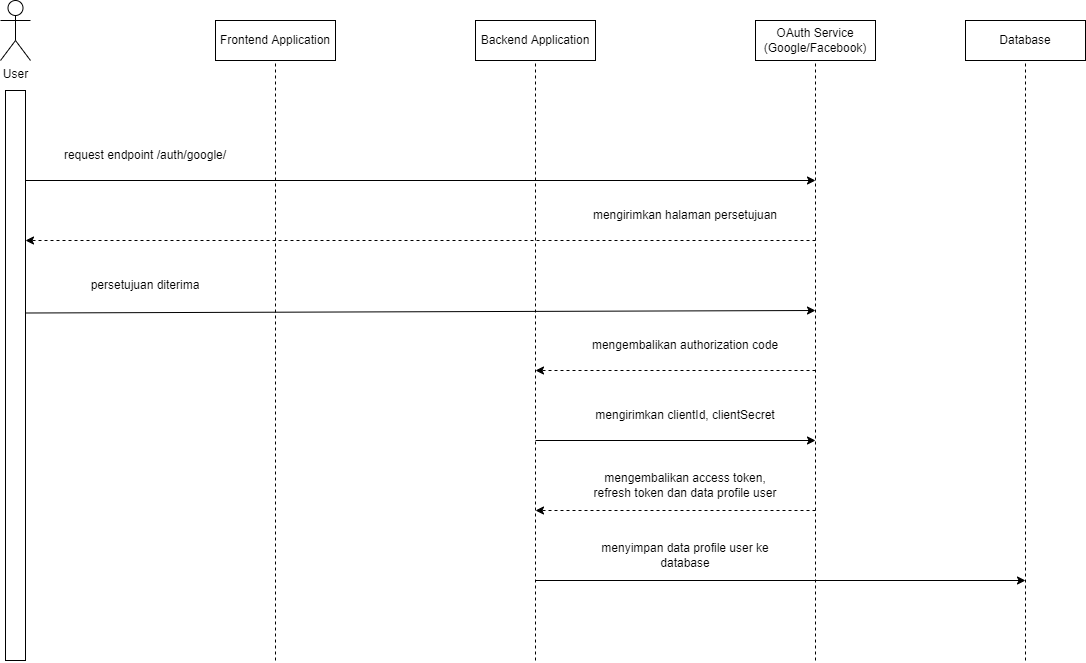 User
Frontend Application
Backend Application
OAuth Service
(Google/Facebook)
Database
request endpoint /auth/google/
mengirimkan halaman persetujuan
persetujuan diterima
mengembalikan authorization code
mengirimkan clientId, clientSecret
mengembalikan access token,
refresh token dan data profile user
menyimpan data profile user ke
database